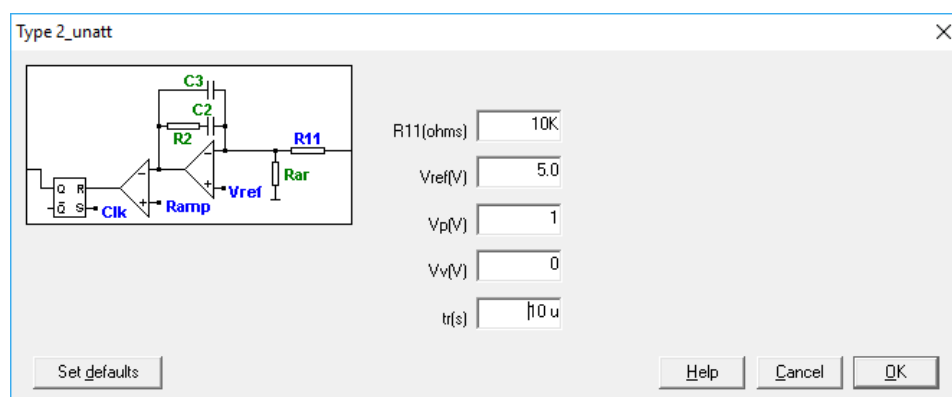 Type 2_unatt
C3
C2
R2
R11
Rar
Vref
Ramp
Clk
Q R
Q̅ S
R11(ohms) 10K
Vref(V) 5.0
Vp(V) 1
Vv(V) 0
tr(s) 10 u
Set defaults
Help
Cancel
OK